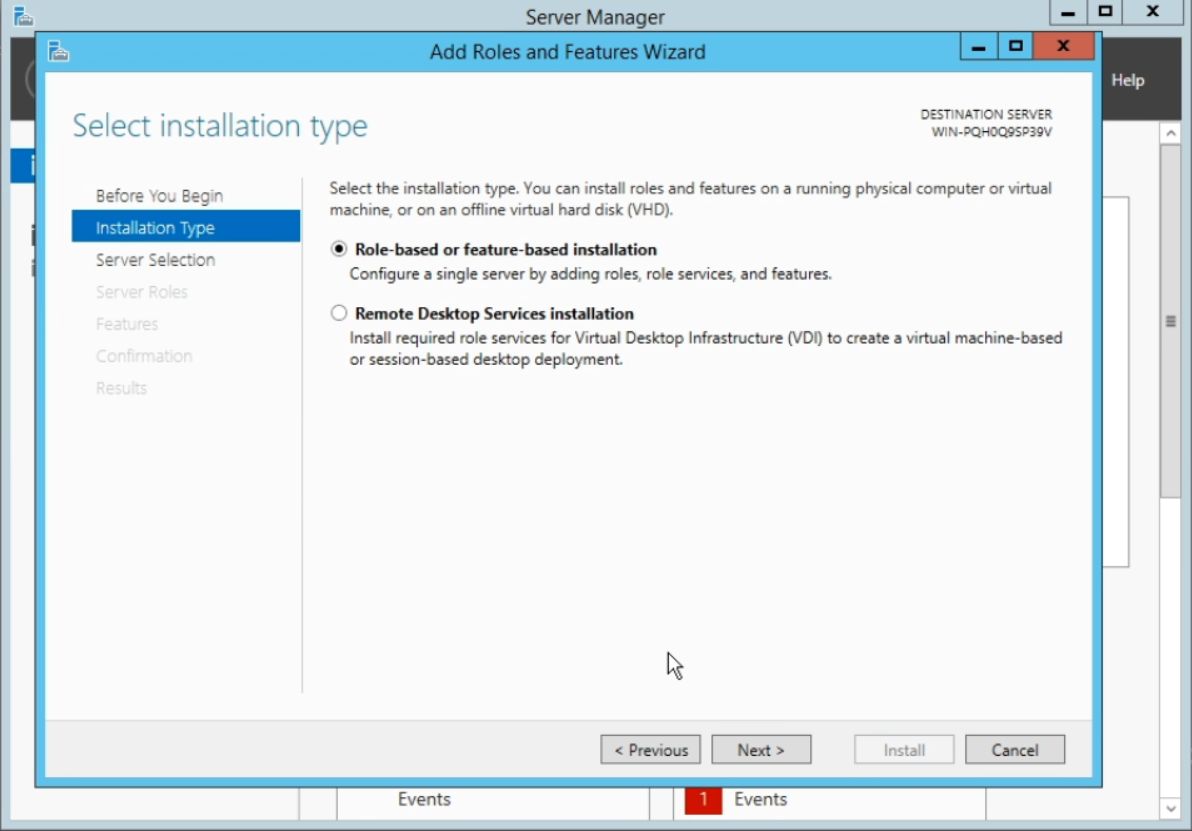 Server Manager
Add Roles and Features Wizard
Help
Select installation type
DESTINATION SERVER
WIN-PQH0Q9SP39V
Before You Begin
Installation Type
Server Selection
Server Roles
Features
Confirmation
Results
Select the installation type. You can install roles and features on a running physical computer or virtual
machine, or on an offline virtual hard disk (VHD).
Role-based or feature-based installation
Configure a single server by adding roles, role services, and features.
Remote Desktop Services installation
Install required role services for Virtual Desktop Infrastructure (VDI) to create a virtual machine-based
or session-based desktop deployment.
< Previous
Next >
Install
Cancel
Events
1 Events